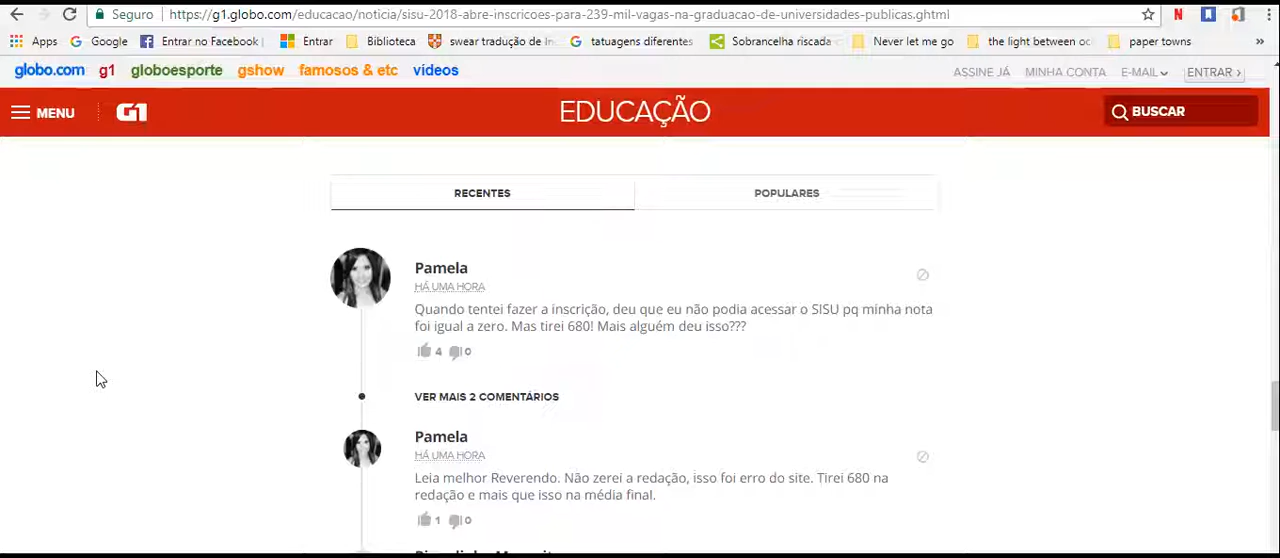 Seguro https://g1.globo.com/educacao/noticia/sisu-2018-abre-inscricoes-para-239-mil-vagas-na-graduacao-de-universidades-publicas.ghtml
Apps Google Entrar no Facebook Entrar Biblioteca swear tradução de In tatuagens diferentes Sobrancelha riscada Never let me go the light between oc paper towns »
globo.com g1 globoesporte gshow famosos & etc vídeos ASSINE JÁ MINHA CONTA E-MAIL ENTRAR ›
MENU G1 EDUCAÇÃO BUSCAR
RECENTES POPULARES
Pamela
HÁ UMA HORA
Quando tentei fazer a inscrição, deu que eu não podia acessar o SISU pq minha nota
foi igual a zero. Mas tirei 680! Mais alguém deu isso???
4 0
VER MAIS 2 COMENTÁRIOS
Pamela
HÁ UMA HORA
Leia melhor Reverendo. Não zerei a redação, isso foi erro do site. Tirei 680 na
redação e mais que isso na média final.
1 0